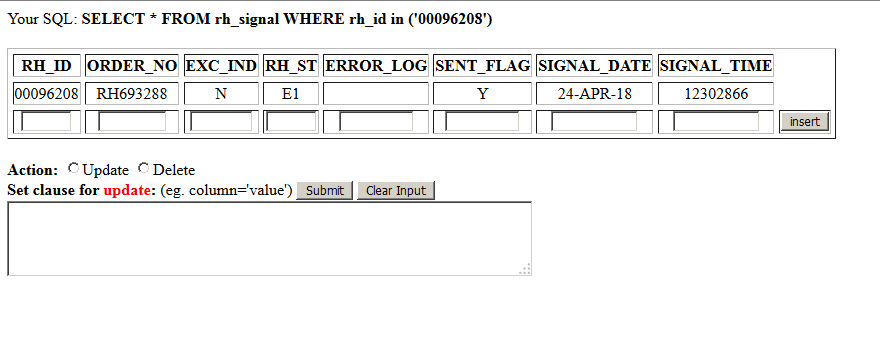 Your SQL: SELECT * FROM rh_signal WHERE rh_id in ('00096208')
RH_ID ORDER_NO EXC_IND RH_ST ERROR_LOG SENT_FLAG SIGNAL_DATE SIGNAL_TIME
00096208 RH693288 N E1 Y 24-APR-18 12302866
insert
Action: Update Delete
Set clause for update: (eg. column='value') Submit Clear Input